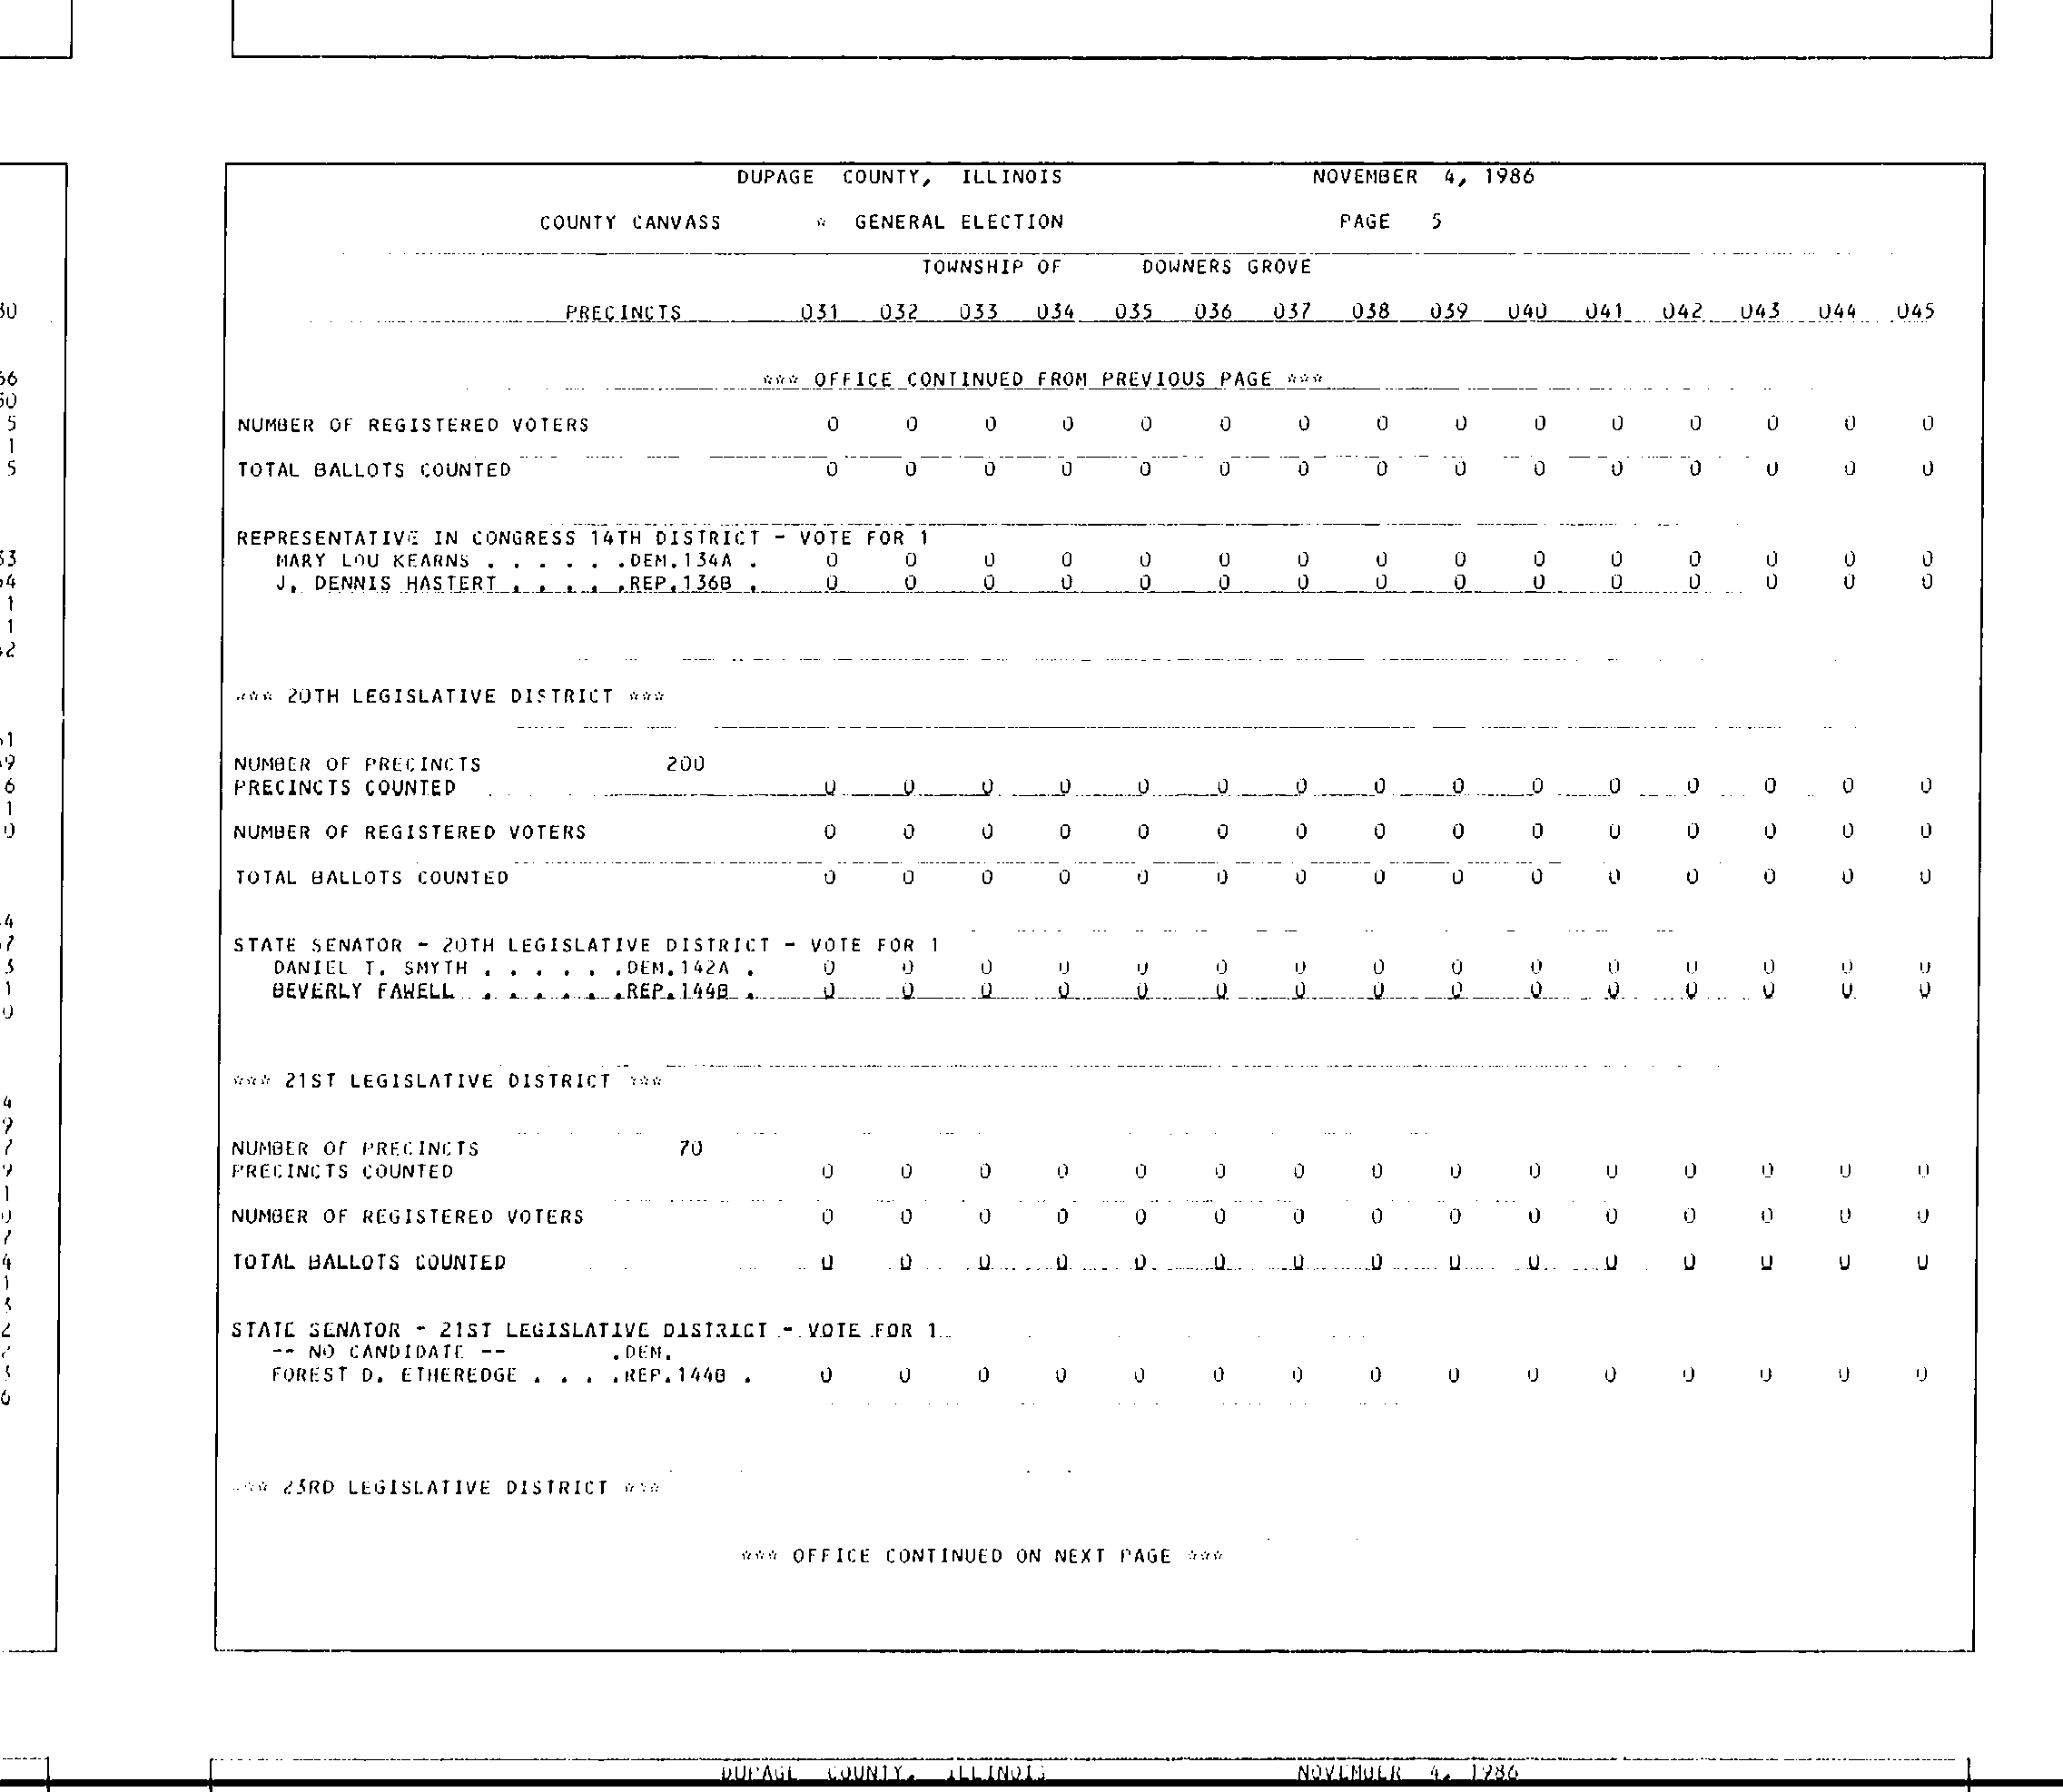 DUPAGE COUNTY, ILLINOIS NOVEMBER 4, 1986
COUNTY CANVASS * GENERAL ELECTION PAGE 5
TOWNSHIP OF DOWNERS GROVE
PRECINCTS 031 032 033 034 035 036 037 038 039 040 041 042 043 044 045
*** OFFICE CONTINUED FROM PREVIOUS PAGE ***
NUMBER OF REGISTERED VOTERS 0 0 0 0 0 0 0 0 0 0 0 0 0 0 0
TOTAL BALLOTS COUNTED 0 0 0 0 0 0 0 0 0 0 0 0 0 0 0
REPRESENTATIVE IN CONGRESS 14TH DISTRICT - VOTE FOR 1
MARY LOU KEARNS . . . . . .DEM.134A . 0 0 0 0 0 0 0 0 0 0 0 0 0 0 0
J. DENNIS HASTERT . . . . .REP.136B . 0 0 0 0 0 0 0 0 0 0 0 0 0 0 0
*** 20TH LEGISLATIVE DISTRICT ***
NUMBER OF PRECINCTS 200
PRECINCTS COUNTED 0 0 0 0 0 0 0 0 0 0 0 0 0 0 0
NUMBER OF REGISTERED VOTERS 0 0 0 0 0 0 0 0 0 0 0 0 0 0 0
TOTAL BALLOTS COUNTED 0 0 0 0 0 0 0 0 0 0 0 0 0 0 0
STATE SENATOR - 20TH LEGISLATIVE DISTRICT - VOTE FOR 1
DANIEL T. SMYTH . . . . . .DEM.142A . 0 0 0 0 0 0 0 0 0 0 0 0 0 0 0
BEVERLY FAWELL . . . . . .REP.144B . 0 0 0 0 0 0 0 0 0 0 0 0 0 0 0
*** 21ST LEGISLATIVE DISTRICT ***
NUMBER OF PRECINCTS 70
PRECINCTS COUNTED 0 0 0 0 0 0 0 0 0 0 0 0 0 0 0
NUMBER OF REGISTERED VOTERS 0 0 0 0 0 0 0 0 0 0 0 0 0 0 0
TOTAL BALLOTS COUNTED 0 0 0 0 0 0 0 0 0 0 0 0 0 0 0
STATE SENATOR - 21ST LEGISLATIVE DISTRICT - VOTE FOR 1
-- NO CANDIDATE -- .DEM.
FOREST D. ETHEREDGE . . . .REP.144B . 0 0 0 0 0 0 0 0 0 0 0 0 0 0 0
*** 23RD LEGISLATIVE DISTRICT ***
*** OFFICE CONTINUED ON NEXT PAGE ***
DUPAGE COUNTY, ILLINOIS NOVEMBER 4, 1986